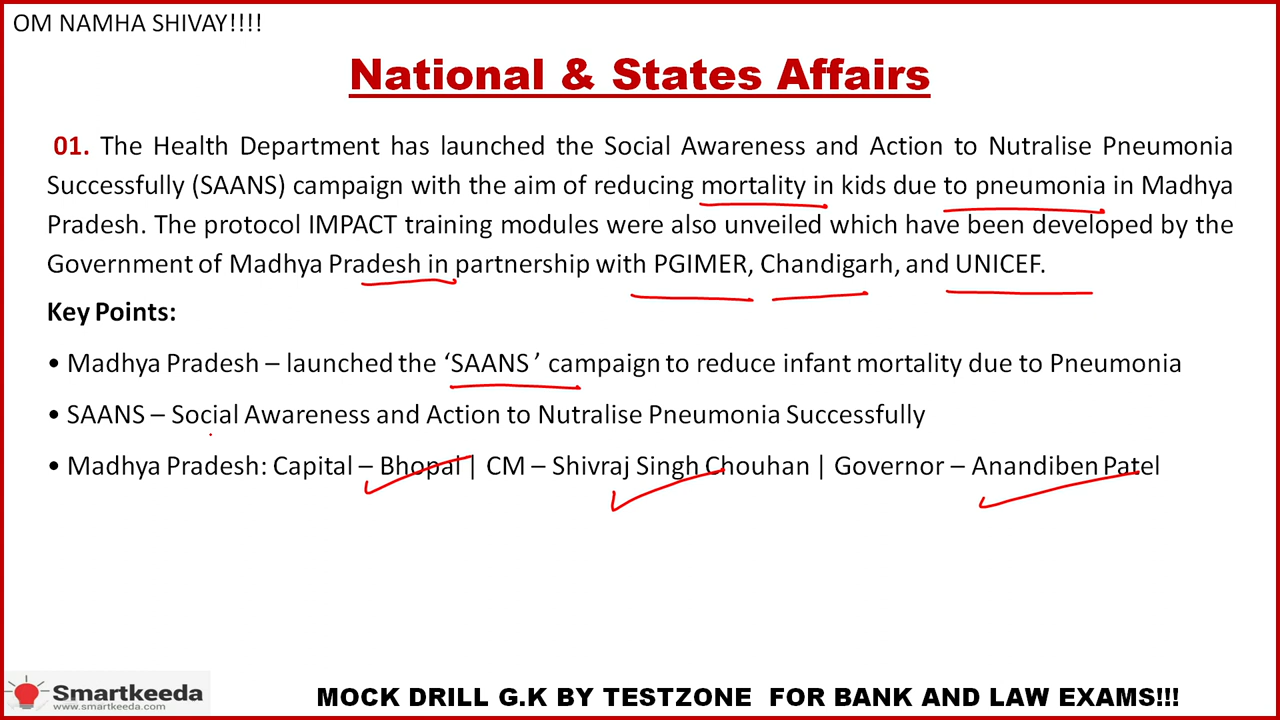 OM NAMHA SHIVAY!!!!
National & States Affairs
01. The Health Department has launched the Social Awareness and Action to Nutralise Pneumonia
Successfully (SAANS) campaign with the aim of reducing mortality in kids due to pneumonia in Madhya
Pradesh. The protocol IMPACT training modules were also unveiled which have been developed by the
Government of Madhya Pradesh in partnership with PGIMER, Chandigarh, and UNICEF.
Key Points:
• Madhya Pradesh – launched the ‘SAANS ’ campaign to reduce infant mortality due to Pneumonia
• SAANS – Social Awareness and Action to Nutralise Pneumonia Successfully
• Madhya Pradesh: Capital – Bhopal | CM – Shivraj Singh Chouhan | Governor – Anandiben Patel
Smartkeeda
www.smartkeeda.com
MOCK DRILL G.K BY TESTZONE FOR BANK AND LAW EXAMS!!!